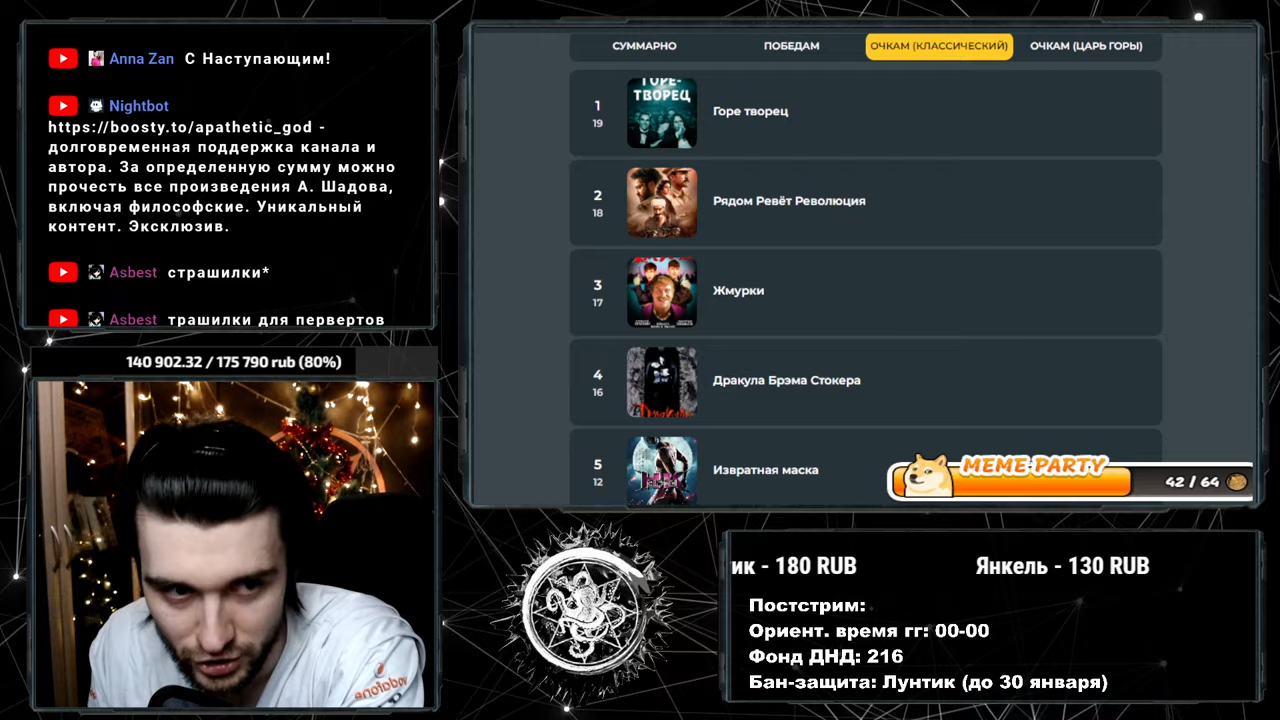 Anna Zan С Наступающим!
Nightbot
https://boosty.to/apathetic_god -
долговременная поддержка канала и
автора. За определенную сумму можно
прочесть все произведения А. Шадова,
включая философские. Уникальный
контент. Эксклюзив.
Asbest страшилки*
Asbest трашилки для первертов
140 902.32 / 175 790 rub (80%)
СУММАРНО
ПОБЕДАМ
ОЧКАМ (КЛАССИЧЕСКИЙ)
ОЧКАМ (ЦАРЬ ГОРЫ)
1
19
ГОРЕ-
ТВОРЕЦ
Горе творец
2
18
Рядом Ревёт Революция
3
17
Жмурки
4
16
Дракула Брэма Стокера
5
12
Извратная маска
MEME PARTY
42 / 64
ик - 180 RUB
Янкель - 130 RUB
Постстрим:
Ориент. время гг: 00-00
Фонд ДНД: 216
Бан-защита: Лунтик (до 30 января)